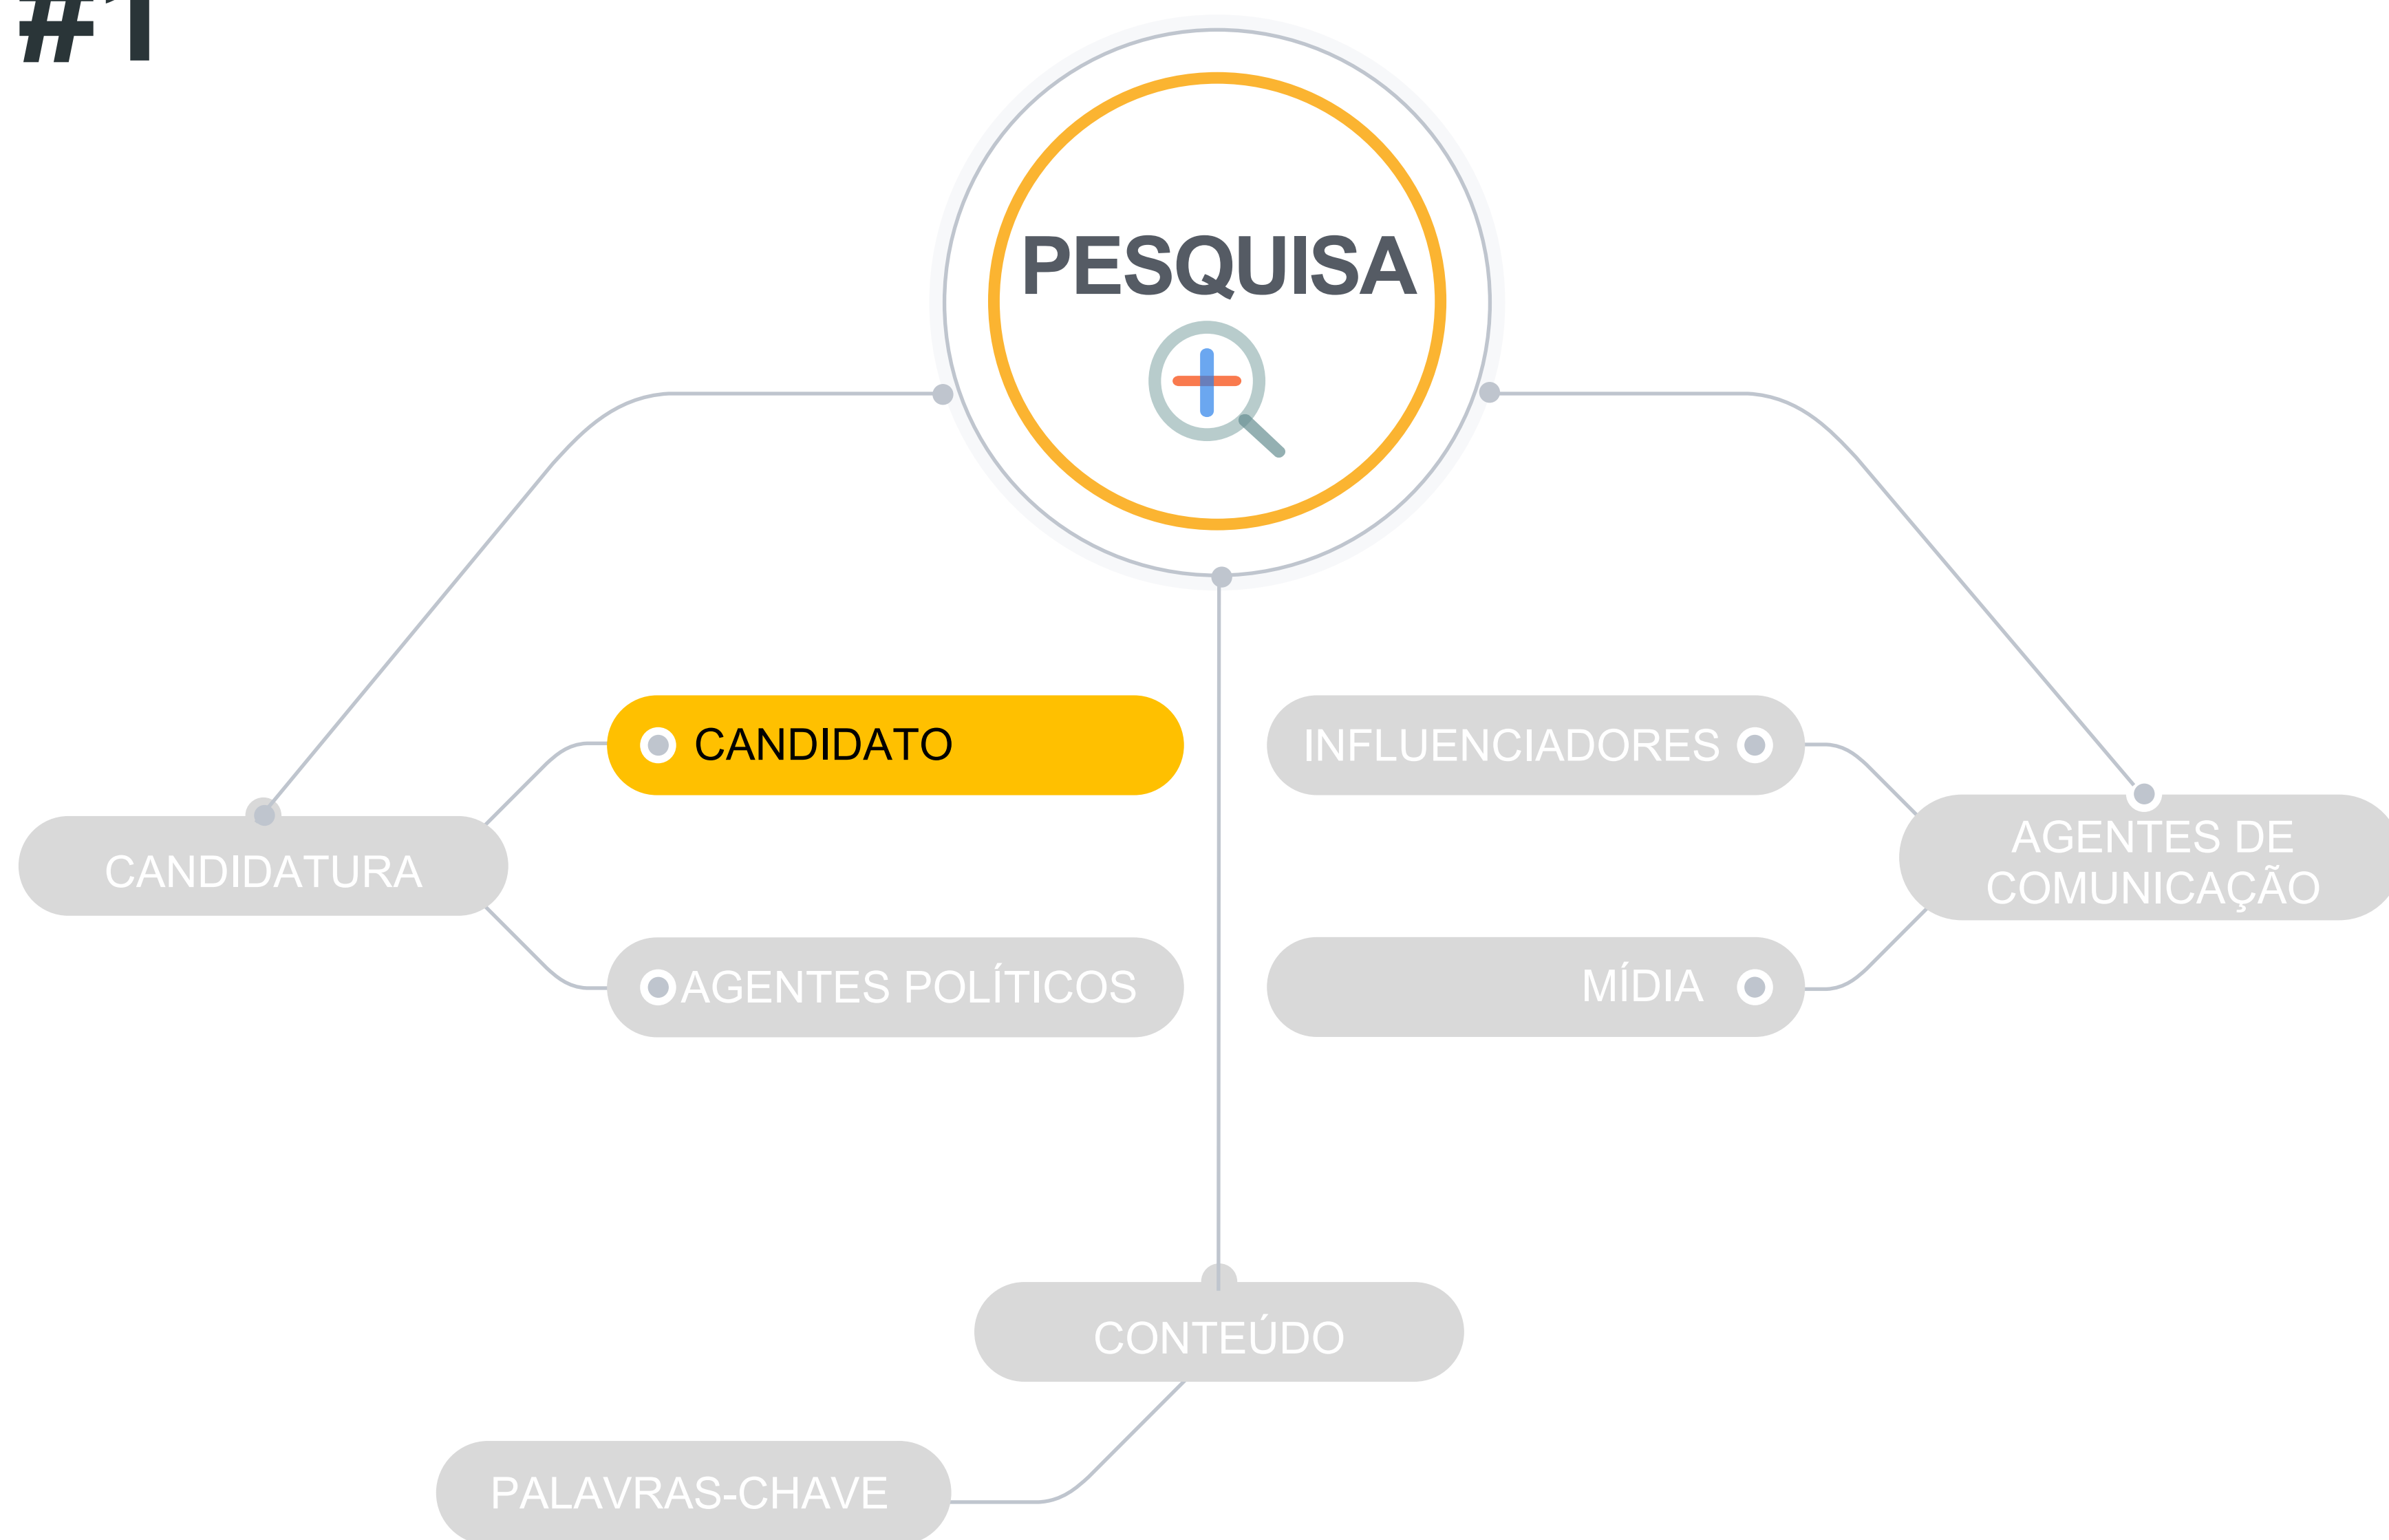 #1
PESQUISA
CANDIDATO
INFLUENCIADORES
CANDIDATURA
AGENTES DE
COMUNICAÇÃO
AGENTES POLÍTICOS
MÍDIA
CONTEÚDO
PALAVRAS-CHAVE